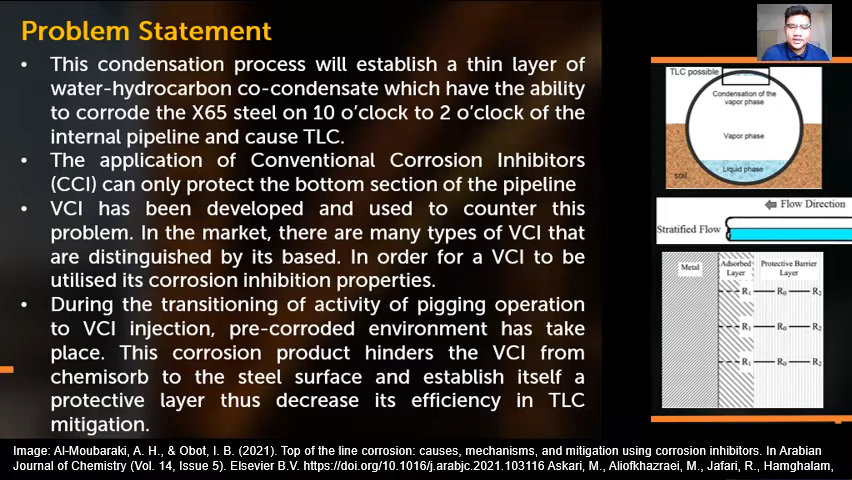 Problem Statement
• This condensation process will establish a thin layer of
water-hydrocarbon co-condensate which have the ability
to corrode the X65 steel on 10 o'clock to 2 o'clock of the
internal pipeline and cause TLC.
• The application of Conventional Corrosion Inhibitors
(CCI) can only protect the bottom section of the pipeline
• VCI has been developed and used to counter this
problem. In the market, there are many types of VCI that
are distinguished by its based. In order for a VCI to be
utilised its corrosion inhibition properties.
• During the transitioning of activity of pigging operation
to VCI injection, pre-corroded environment has take
place. This corrosion product hinders the VCI from
chemisorb to the steel surface and establish itself a
protective layer thus decrease its efficiency in TLC
mitigation.
TLC possible
Condensation of the
vapor phase
Vapor phase
Liquid phase
soil
Flow Direction
Stratified Flow
Metal
Adsorbed
Layer
Protective Barrier
Layer
R1 R0 R2
R1 R0 R2
R1 R0 R2
Image: Al-Moubaraki, A. H., & Obot, I. B. (2021). Top of the line corrosion: causes, mechanisms, and mitigation using corrosion inhibitors. In Arabian
Journal of Chemistry (Vol. 14, Issue 5). Elsevier B.V. https://doi.org/10.1016/j.arabjc.2021.103116 Askari, M., Aliofkhazraei, M., Jafari, R., Hamghalam,